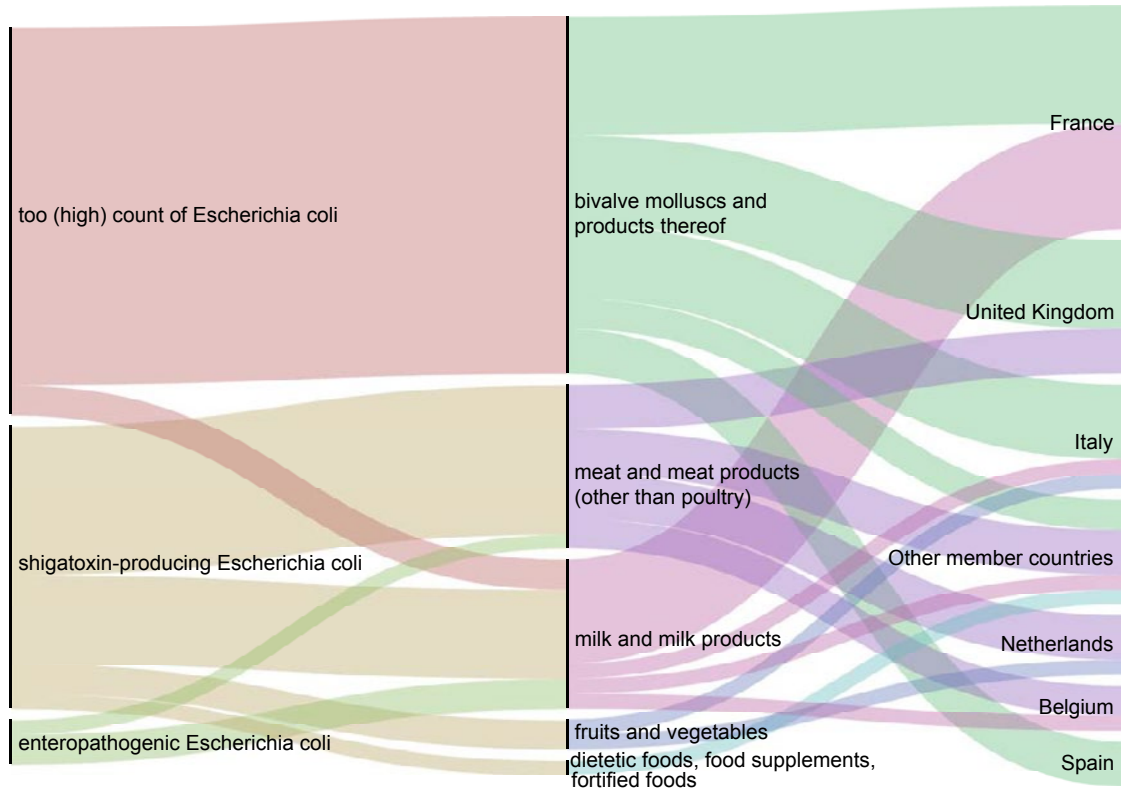 too (high) count of Escherichia coli
shigatoxin-producing Escherichia coli
enteropathogenic Escherichia coli
bivalve molluscs and
products thereof
meat and meat products
(other than poultry)
milk and milk products
fruits and vegetables
dietetic foods, food supplements,
fortified foods
France
United Kingdom
Italy
Other member countries
Netherlands
Belgium
Spain